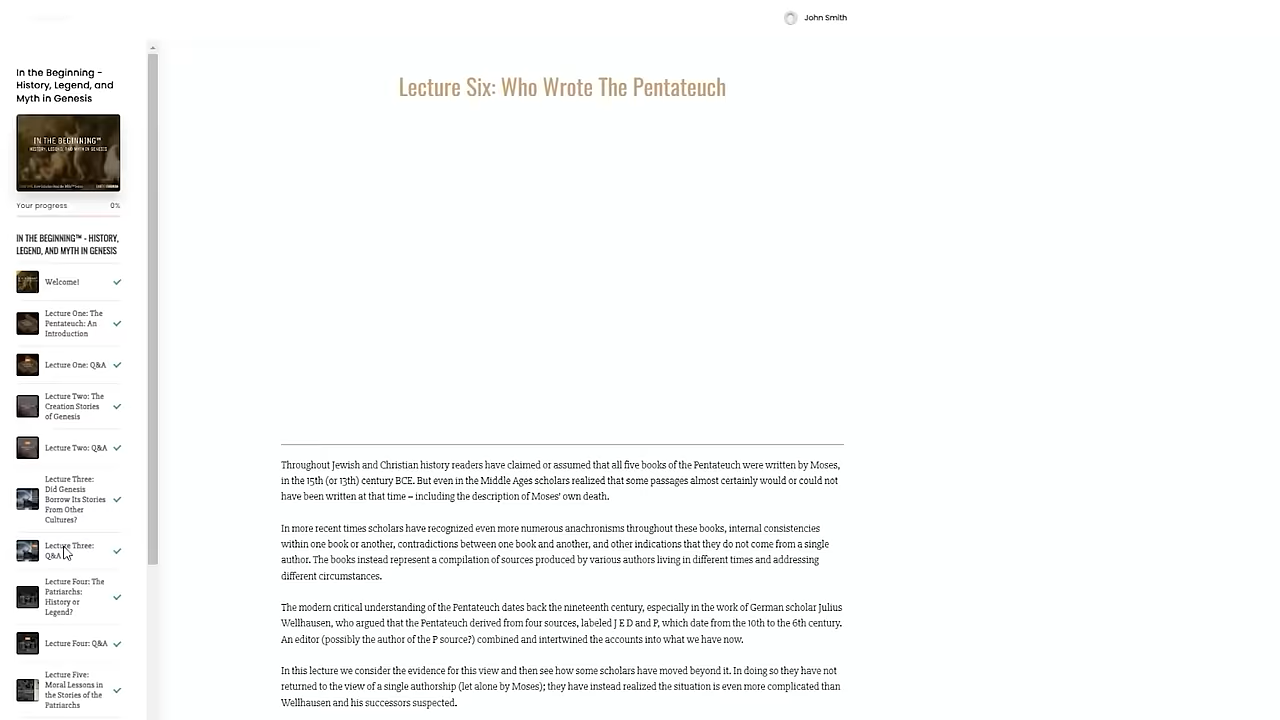 John Smith
In the Beginning -
History, Legend, and
Myth in Genesis
IN THE BEGINNING™
HISTORY, LEGEND, AND MYTH IN GENESIS
Your progress 0%
IN THE BEGINNING™ - HISTORY,
LEGEND, AND MYTH IN GENESIS
Welcome!
Lecture One: The
Pentateuch: An
Introduction
Lecture One: Q&A
Lecture Two: The
Creation Stories
of Genesis
Lecture Two: Q&A
Lecture Three:
Did Genesis
Borrow Its Stories
From Other
Cultures?
Lecture Three:
Q&A
Lecture Four: The
Patriarchs:
History or
Legend?
Lecture Four: Q&A
Lecture Five:
Moral Lessons in
the Stories of the
Patriarchs
Lecture Six: Who Wrote The Pentateuch
Throughout Jewish and Christian history readers have claimed or assumed that all five books of the Pentateuch were written by Moses,
in the 15th (or 13th) century BCE. But even in the Middle Ages scholars realized that some passages almost certainly would or could not
have been written at that time – including the description of Moses' own death.
In more recent times scholars have recognized even more numerous anachronisms throughout these books, internal consistencies
within one book or another, contradictions between one book and another, and other indications that they do not come from a single
author. The books instead represent a compilation of sources produced by various authors living in different times and addressing
different circumstances.
The modern critical understanding of the Pentateuch dates back the nineteenth century, especially in the work of German scholar Julius
Wellhausen, who argued that the Pentateuch derived from four sources, labeled J E D and P, which date from the 10th to the 6th century.
An editor (possibly the author of the P source?) combined and intertwined the accounts into what we have now.
In this lecture we consider the evidence for this view and then see how some scholars have moved beyond it. In doing so they have not
returned to the view of a single authorship (let alone by Moses); they have instead realized the situation is even more complicated than
Wellhausen and his successors suspected.